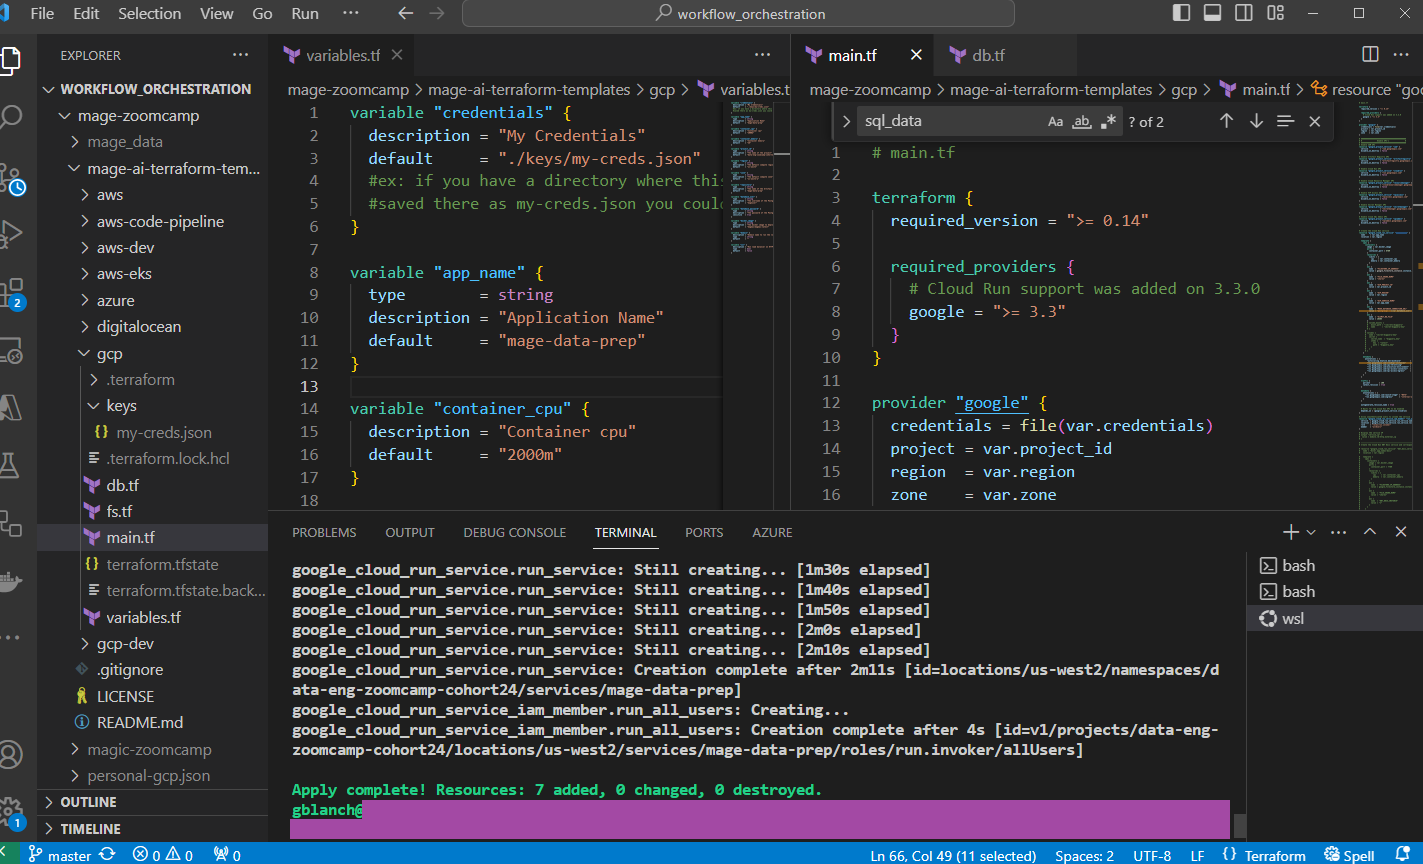 File Edit Selection View Go Run ··· workflow_orchestration
EXPLORER
WORKFLOW_ORCHESTRATION
mage-zoomcamp
mage_data
mage-ai-terraform-tem...
aws
aws-code-pipeline
aws-dev
aws-eks
azure
digitalocean
gcp
.terraform
keys
my-creds.json
.terraform.lock.hcl
db.tf
fs.tf
main.tf
terraform.tfstate
terraform.tfstate.back...
variables.tf
gcp-dev
.gitignore
LICENSE
README.md
magic-zoomcamp
personal-gcp.json
OUTLINE
TIMELINE
2
1
variables.tf
mage-zoomcamp > mage-ai-terraform-templates > gcp > variables.t
1 variable "credentials" {
2 description = "My Credentials"
3 default     = "./keys/my-creds.json"
4 #ex: if you have a directory where this
5 #saved there as my-creds.json you coul
6 }
7
8 variable "app_name" {
9 type        = string
10 description = "Application Name"
11 default     = "mage-data-prep"
12 }
13
14 variable "container_cpu" {
15 description = "Container cpu"
16 default     = "2000m"
17 }
18
main.tf db.tf
mage-zoomcamp > mage-ai-terraform-templates > gcp > main.tf > resource "goo
sql_data Aa ab ? of 2
1 # main.tf
2
3 terraform {
4 required_version = ">= 0.14"
5
6 required_providers {
7 # Cloud Run support was added on 3.3.0
8 google = ">= 3.3"
9 }
10 }
11
12 provider "google" {
13 credentials = file(var.credentials)
14 project = var.project_id
15 region  = var.region
16 zone    = var.zone
PROBLEMS OUTPUT DEBUG CONSOLE TERMINAL PORTS AZURE
google_cloud_run_service.run_service: Still creating... [1m30s elapsed]
google_cloud_run_service.run_service: Still creating... [1m40s elapsed]
google_cloud_run_service.run_service: Still creating... [1m50s elapsed]
google_cloud_run_service.run_service: Still creating... [2m0s elapsed]
google_cloud_run_service.run_service: Still creating... [2m10s elapsed]
google_cloud_run_service.run_service: Creation complete after 2m11s [id=locations/us-west2/namespaces/d
ata-eng-zoomcamp-cohort24/services/mage-data-prep]
google_cloud_run_service_iam_member.run_all_users: Creating...
google_cloud_run_service_iam_member.run_all_users: Creation complete after 4s [id=v1/projects/data-eng-
zoomcamp-cohort24/locations/us-west2/services/mage-data-prep/roles/run.invoker/allUsers]
Apply complete! Resources: 7 added, 0 changed, 0 destroyed.
gblanch@
bash
bash
wsl
master 0 0 0 Ln 66, Col 49 (11 selected) Spaces: 2 UTF-8 LF {} Terraform Spell